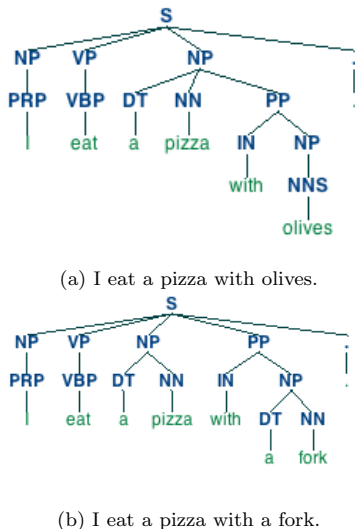 S
NP VP NP .
PRP VBP DT NN PP .
I eat a pizza IN NP
with NNS
olives
(a) I eat a pizza with olives.
S
NP VP NP PP .
PRP VBP DT NN IN NP .
I eat a pizza with DT NN
a fork
(b) I eat a pizza with a fork.